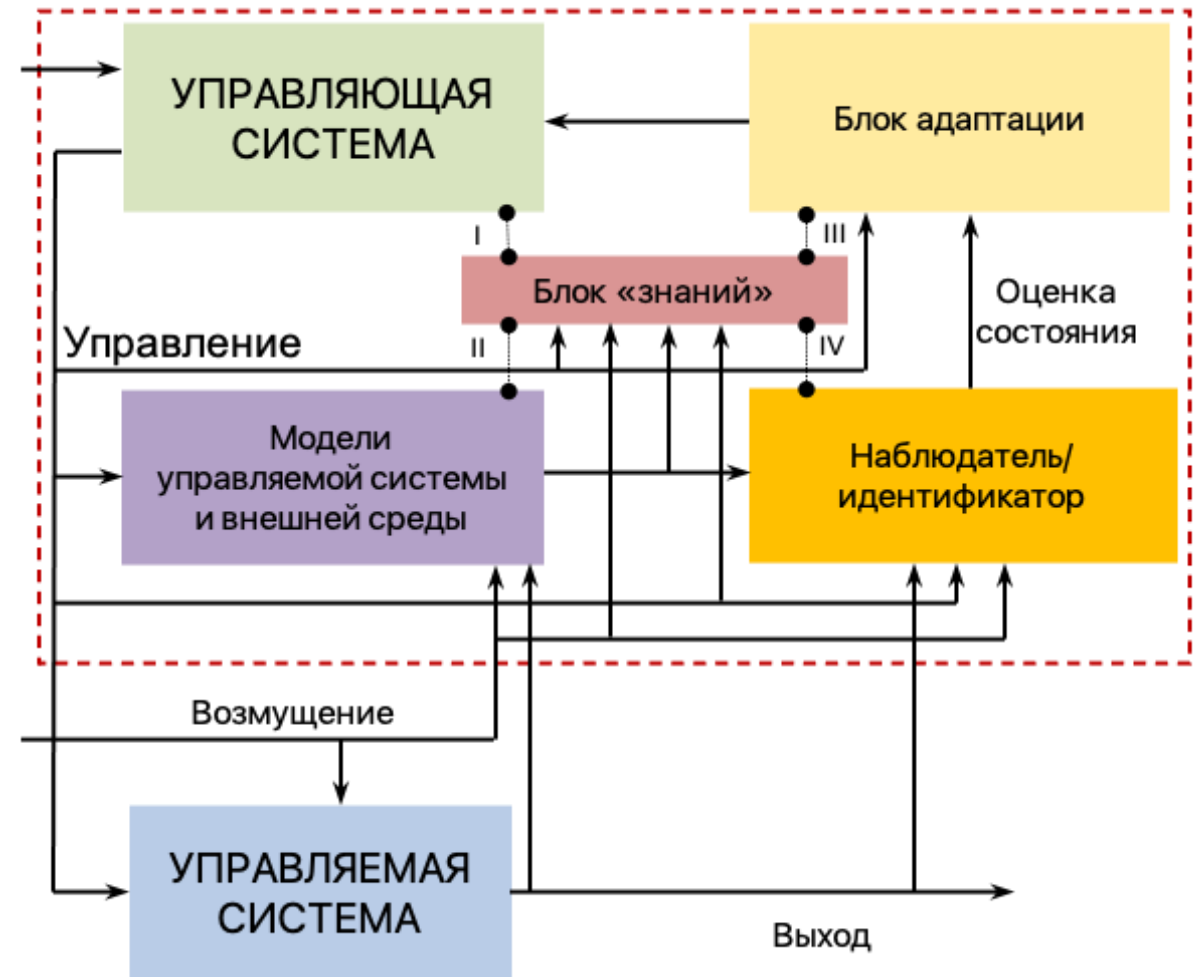 УПРАВЛЯЮЩАЯ
СИСТЕМА
Блок адаптации
I
III
Блок «знаний»
Оценка
состояния
Управление
II
IV
Модели
управляемой системы
и внешней среды
Наблюдатель/
идентификатор
Возмущение
УПРАВЛЯЕМАЯ
СИСТЕМА
Выход